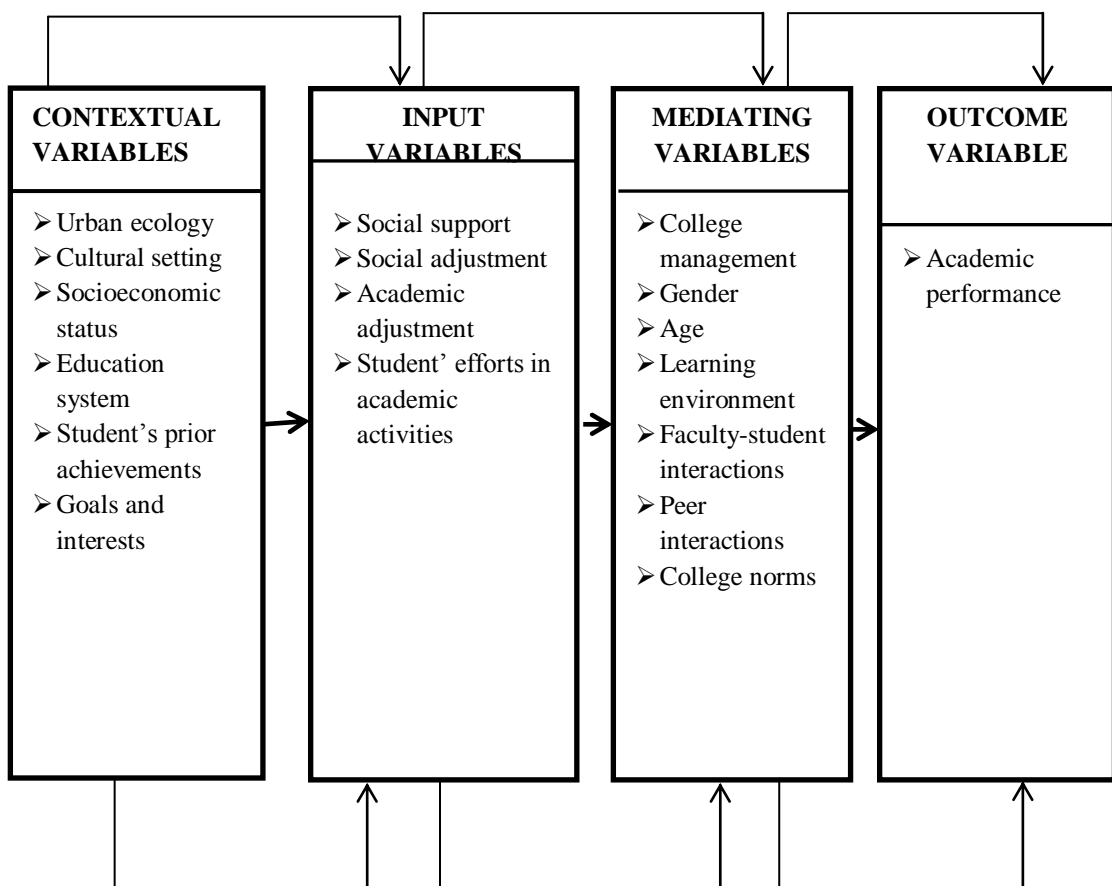 CONTEXTUAL
VARIABLES
➢ Urban ecology
➢ Cultural setting
➢ Socioeconomic
status
➢ Education
system
➢ Student’s prior
achievements
➢ Goals and
interests
INPUT
VARIABLES
➢ Social support
➢ Social adjustment
➢ Academic
adjustment
➢ Student’ efforts in
academic
activities
MEDIATING
VARIABLES
➢ College
management
➢ Gender
➢ Age
➢ Learning
environment
➢ Faculty-student
interactions
➢ Peer
interactions
➢ College norms
OUTCOME
VARIABLE
➢ Academic
performance